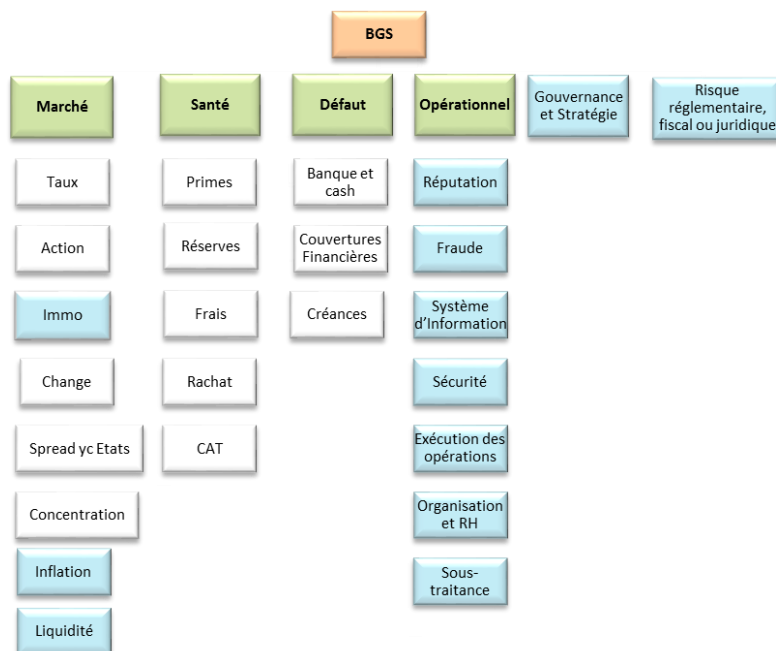 BGS
Marché
Santé
Défaut
Opérationnel
Gouvernance
et Stratégie
Risque
réglementaire,
fiscal ou juridique
Taux
Primes
Banque et
cash
Réputation
Action
Réserves
Couvertures
Financières
Fraude
Immo
Frais
Créances
Système
d'Information
Change
Rachat
Sécurité
Spread yc Etats
CAT
Exécution des
opérations
Concentration
Organisation
et RH
Inflation
Sous-
traitance
Liquidité